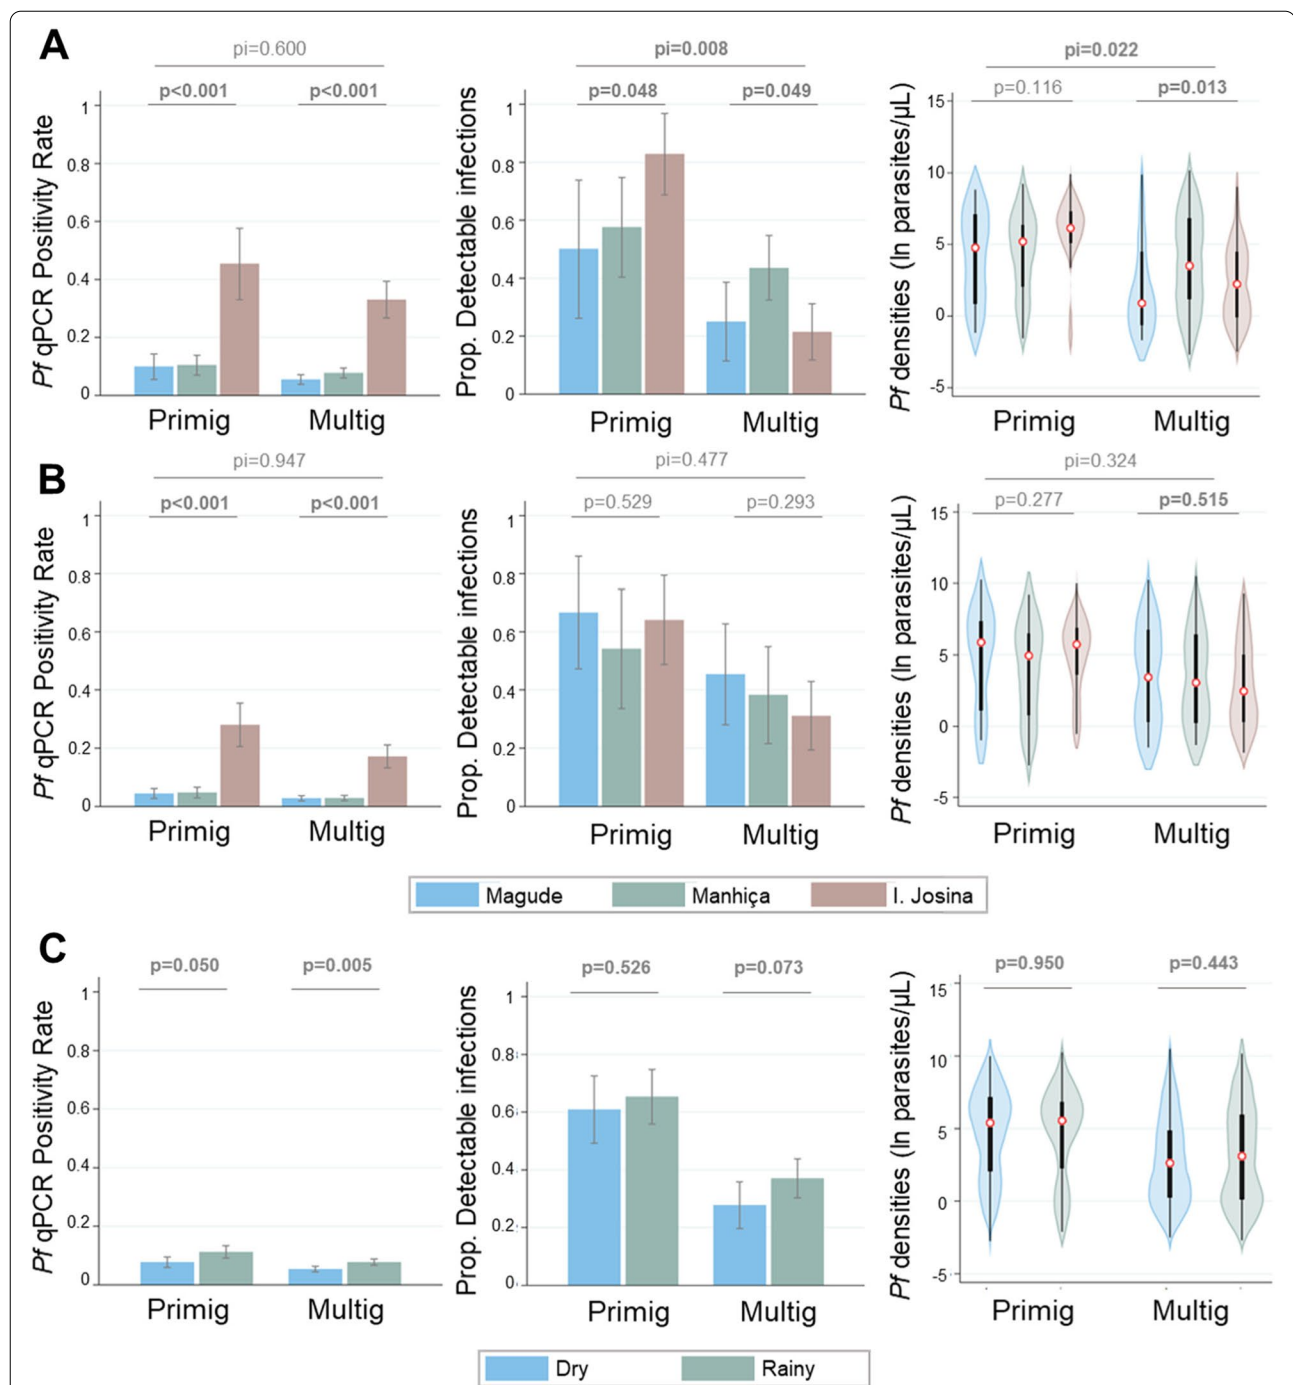 A
pi=0.600
p<0.001 p<0.001
Pf qPCR Positivity Rate
1
0.8
0.6
0.4
0.2
0
Primig Multig
pi=0.008
p=0.048 p=0.049
Prop. Detectable infections
1
0.8
0.6
0.4
0.2
0
Primig Multig
pi=0.022
p=0.116 p=0.013
Pf densities (ln parasites/μL)
15
10
5
0
-5
Primig Multig
B
pi=0.947
p<0.001 p<0.001
Pf qPCR Positivity Rate
1
0.8
0.6
0.4
0.2
0
Primig Multig
pi=0.477
p=0.529 p=0.293
Prop. Detectable infections
1
0.8
0.6
0.4
0.2
0
Primig Multig
pi=0.324
p=0.277 p=0.515
Pf densities (ln parasites/μL)
15
10
5
0
-5
Primig Multig
Magude Manhiça I. Josina
C
p=0.050 p=0.005
Pf qPCR Positivity Rate
1
0.8
0.6
0.4
0.2
0
Primig Multig
p=0.526 p=0.073
Prop. Detectable infections
1
0.8
0.6
0.4
0.2
0
Primig Multig
p=0.950 p=0.443
Pf densities (ln parasites/μL)
15
10
5
0
-5
Primig Multig
Dry Rainy